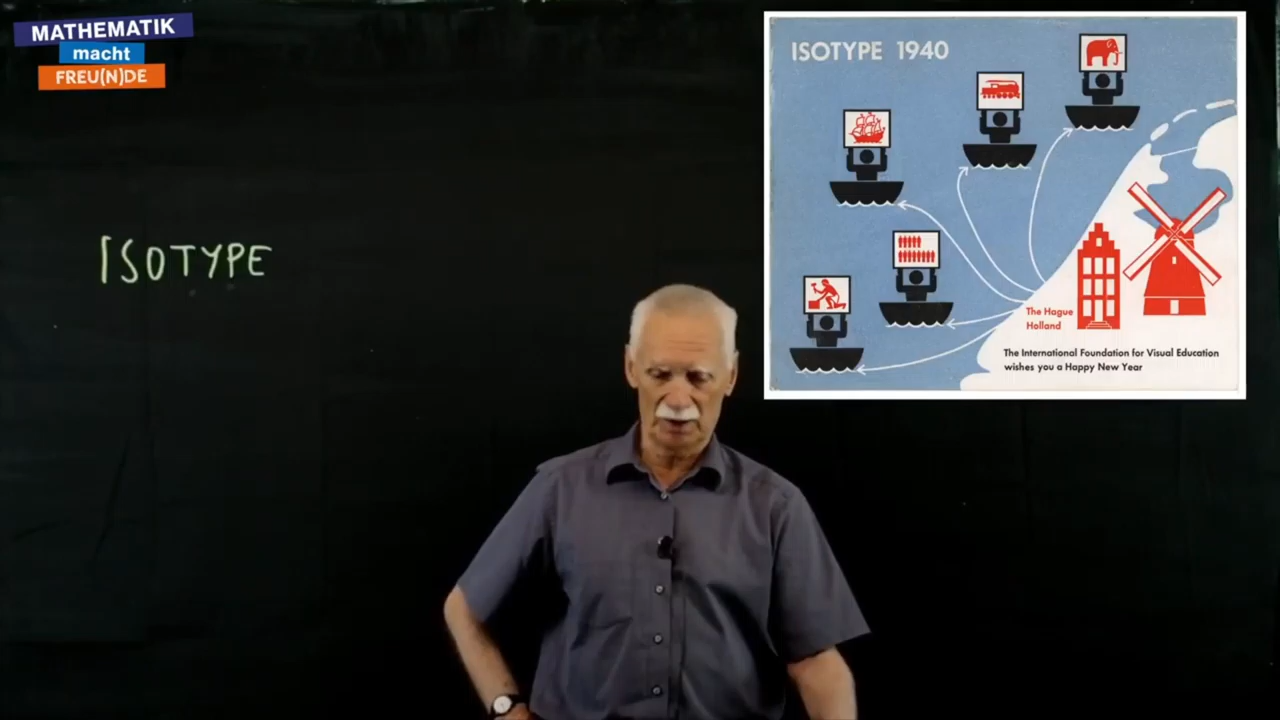 MATHEMATIK
macht
FREU(N)DE
ISOTYPE
ISOTYPE 1940
The Hague
Holland
The International Foundation for Visual Education
wishes you a Happy New Year